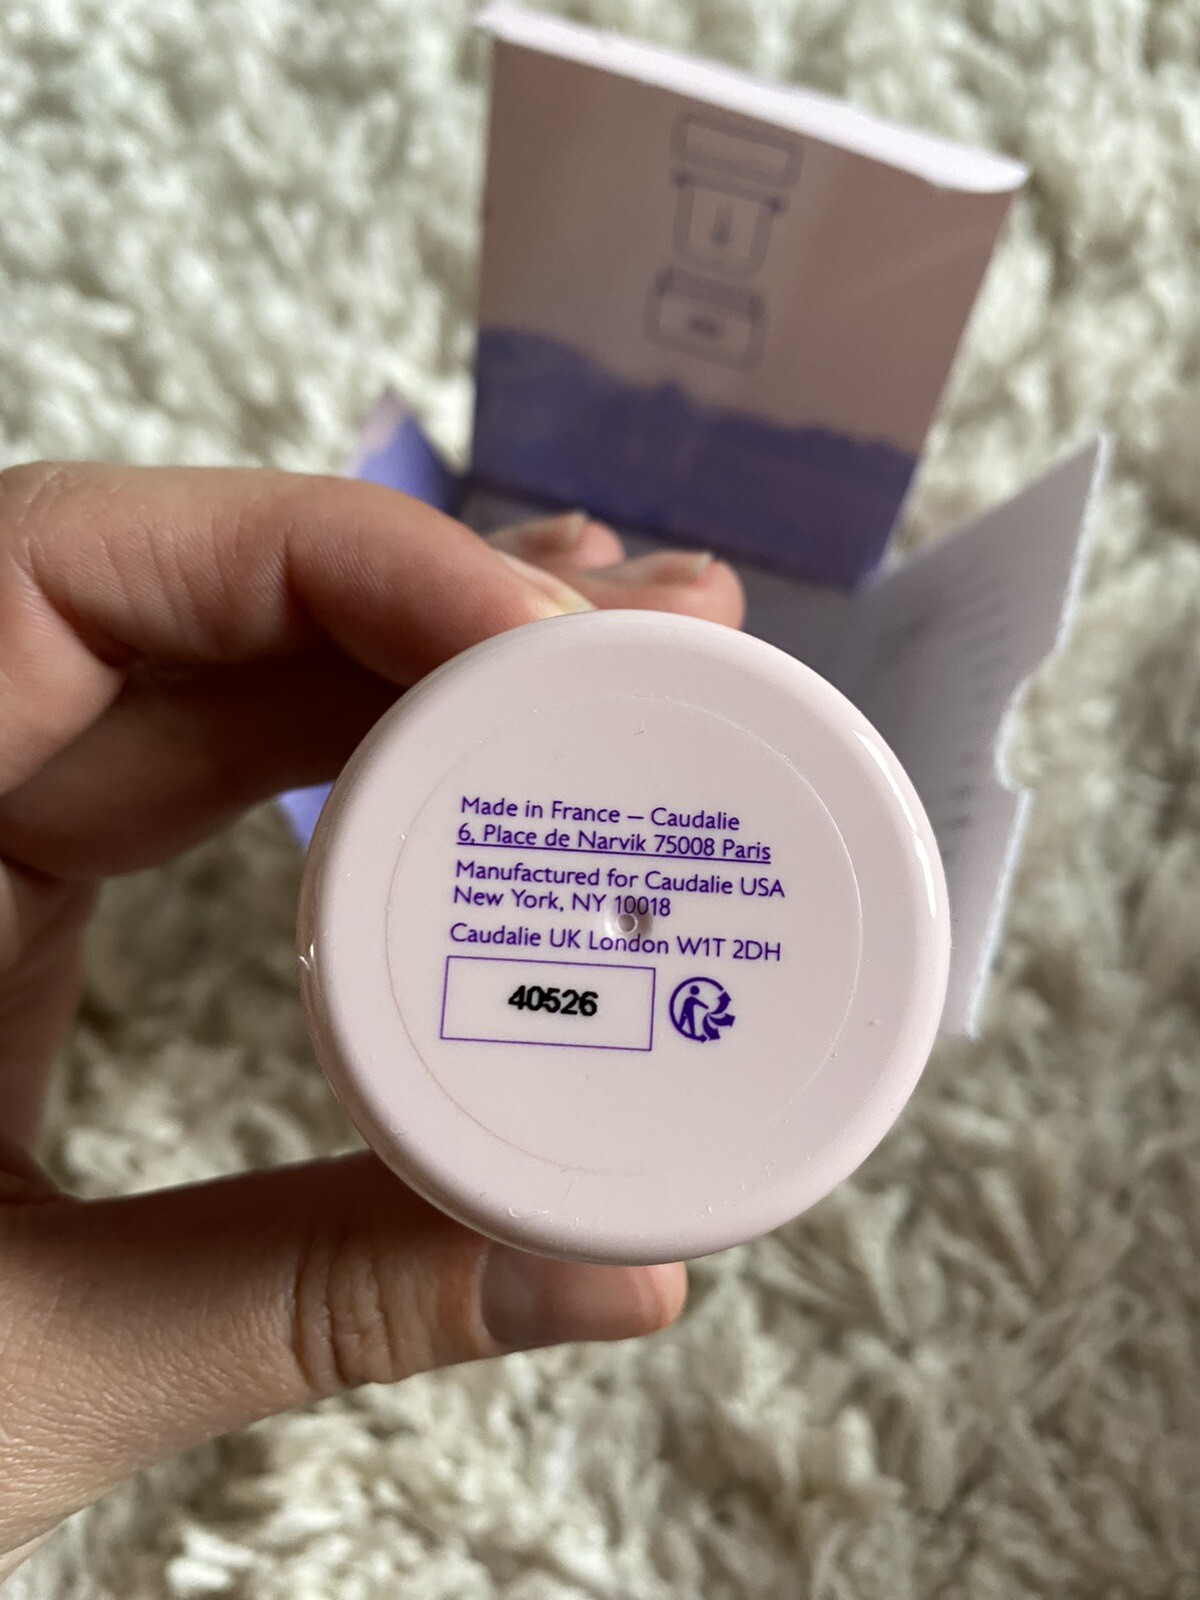 Made in France – Caudalie
6, Place de Narvik 75008 Paris
Manufactured for Caudalie USA
New York, NY 10018
Caudalie UK London W1T 2DH
40526